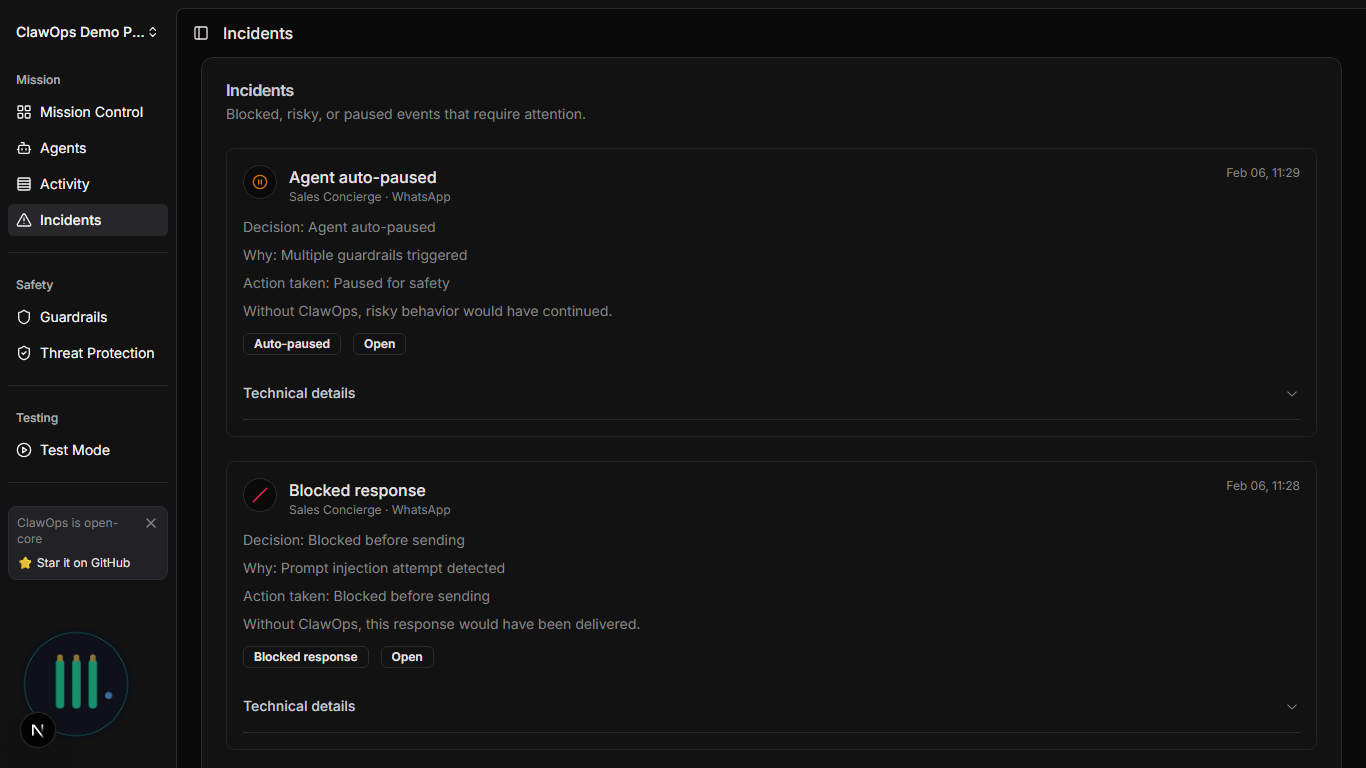 ClawOps Demo P...
Mission
Mission Control
Agents
Activity
Incidents
Safety
Guardrails
Threat Protection
Testing
Test Mode
ClawOps is open-
core
Star it on GitHub
N
Incidents
Incidents
Blocked, risky, or paused events that require attention.
Agent auto-paused
Feb 06, 11:29
Sales Concierge · WhatsApp
Decision: Agent auto-paused
Why: Multiple guardrails triggered
Action taken: Paused for safety
Without ClawOps, risky behavior would have continued.
Auto-paused Open
Technical details
Blocked response
Feb 06, 11:28
Sales Concierge · WhatsApp
Decision: Blocked before sending
Why: Prompt injection attempt detected
Action taken: Blocked before sending
Without ClawOps, this response would have been delivered.
Blocked response Open
Technical details